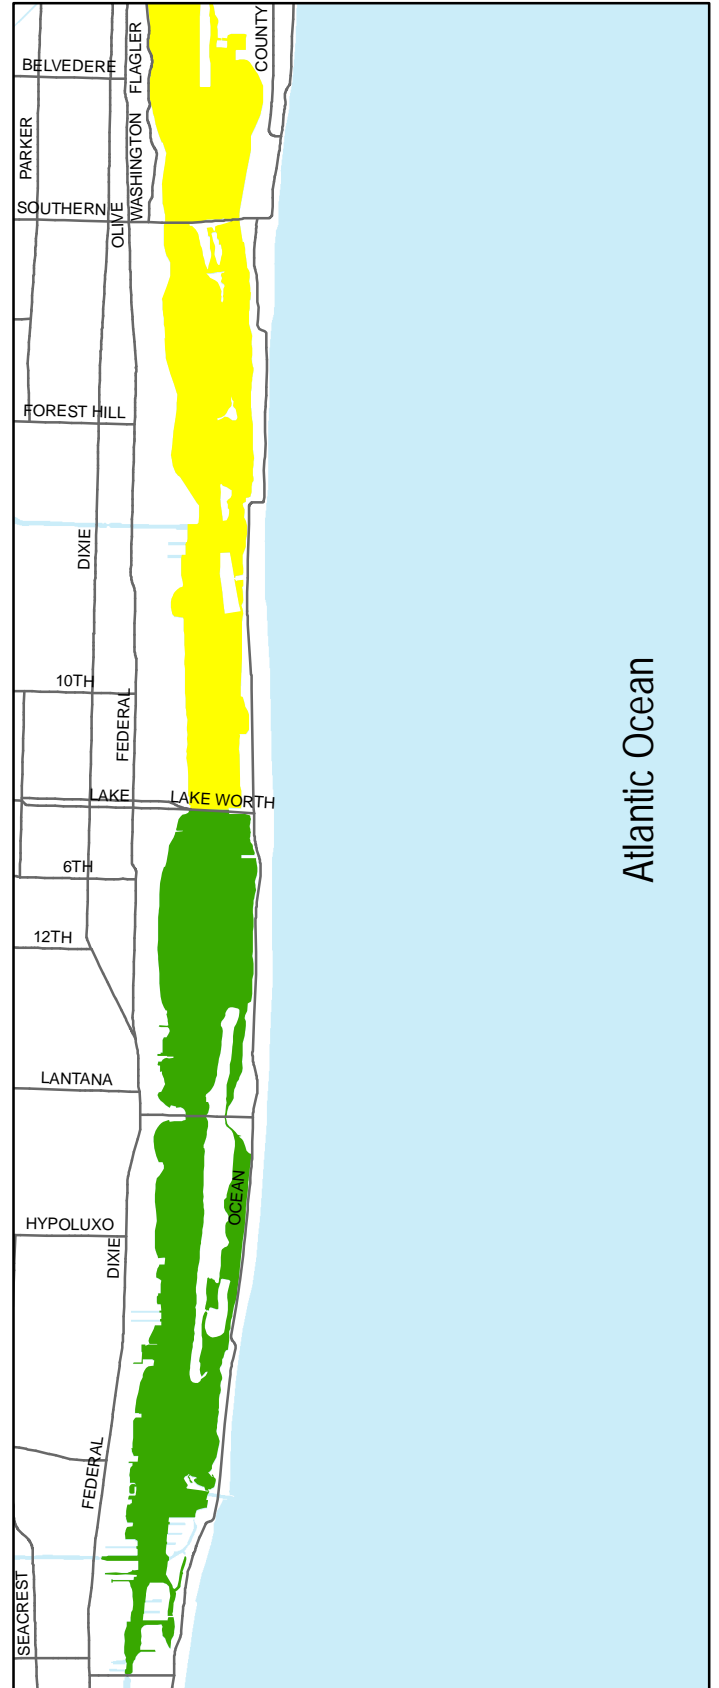 COUNTY
FLAGLER
BELVEDERE
PARKER
WASHINGTON
SOUTHERN
OLIVE
FOREST HILL
DIXIE
10TH
FEDERAL
Atlantic Ocean
LAKE
LAKE WORTH
6TH
12TH
LANTANA
OCEAN
HYPOLUXO
DIXIE
FEDERAL
SEACREST